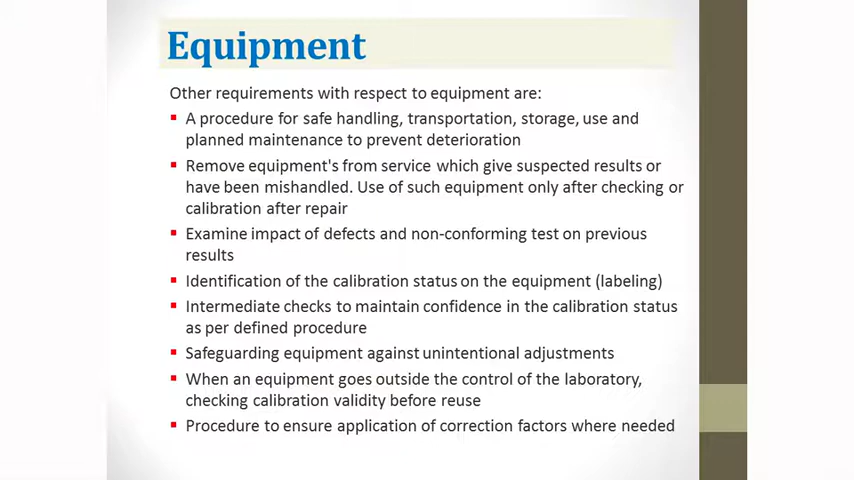 Equipment
Other requirements with respect to equipment are:
▪ A procedure for safe handling, transportation, storage, use and
planned maintenance to prevent deterioration
▪ Remove equipment's from service which give suspected results or
have been mishandled. Use of such equipment only after checking or
calibration after repair
▪ Examine impact of defects and non-conforming test on previous
results
▪ Identification of the calibration status on the equipment (labeling)
▪ Intermediate checks to maintain confidence in the calibration status
as per defined procedure
▪ Safeguarding equipment against unintentional adjustments
▪ When an equipment goes outside the control of the laboratory,
checking calibration validity before reuse
▪ Procedure to ensure application of correction factors where needed